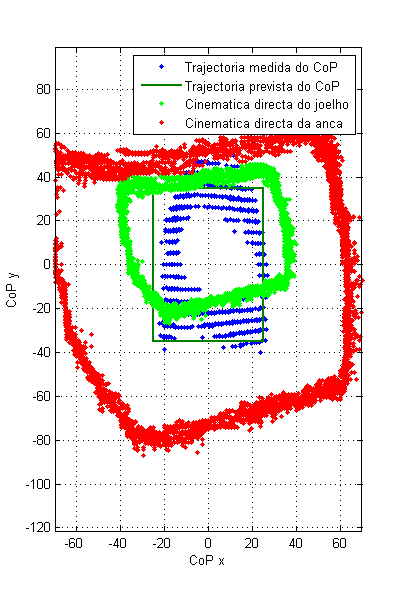 Trajectoria medida do CoP
Trajectoria prevista do CoP
Cinematica directa do joelho
Cinematica directa da anca
80
60
40
20
0
-20
-40
-60
-80
-100
-120
CoP y
-60 -40 -20 0 20 40 60
CoP x